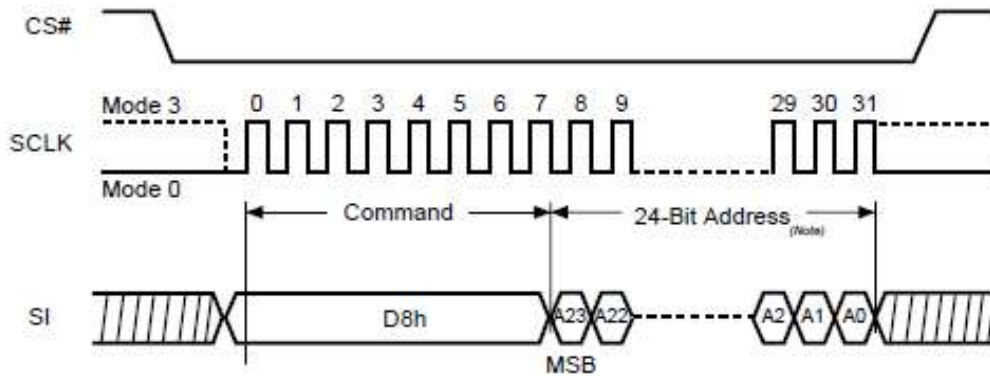 CS#
Mode 3 0 1 2 3 4 5 6 7 8 9 29 30 31
SCLK
Mode 0
Command 24-Bit Address (Note)
SI D8h A23 A22 A2 A1 A0
MSB